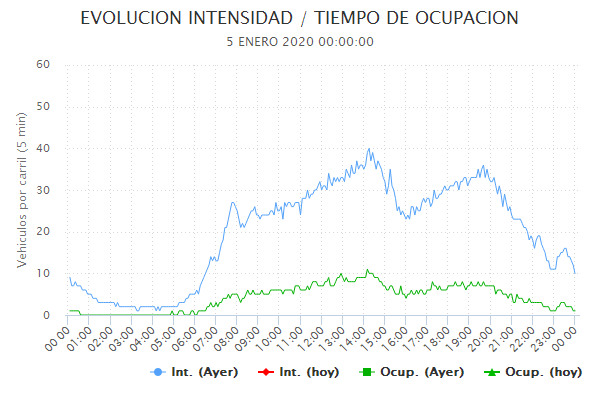 EVOLUCION INTENSIDAD / TIEMPO DE OCUPACION
5 ENERO 2020 00:00:00
Vehiculos por carril (5 min)
60
50
40
30
20
10
0
00:00 01:00 02:00 03:00 04:00 05:00 06:00 07:00 08:00 09:00 10:00 11:00 12:00 13:00 14:00 15:00 16:00 17:00 18:00 19:00 20:00 21:00 22:00 23:00 00:00
Int. (Ayer) Int. (hoy) Ocup. (Ayer) Ocup. (hoy)